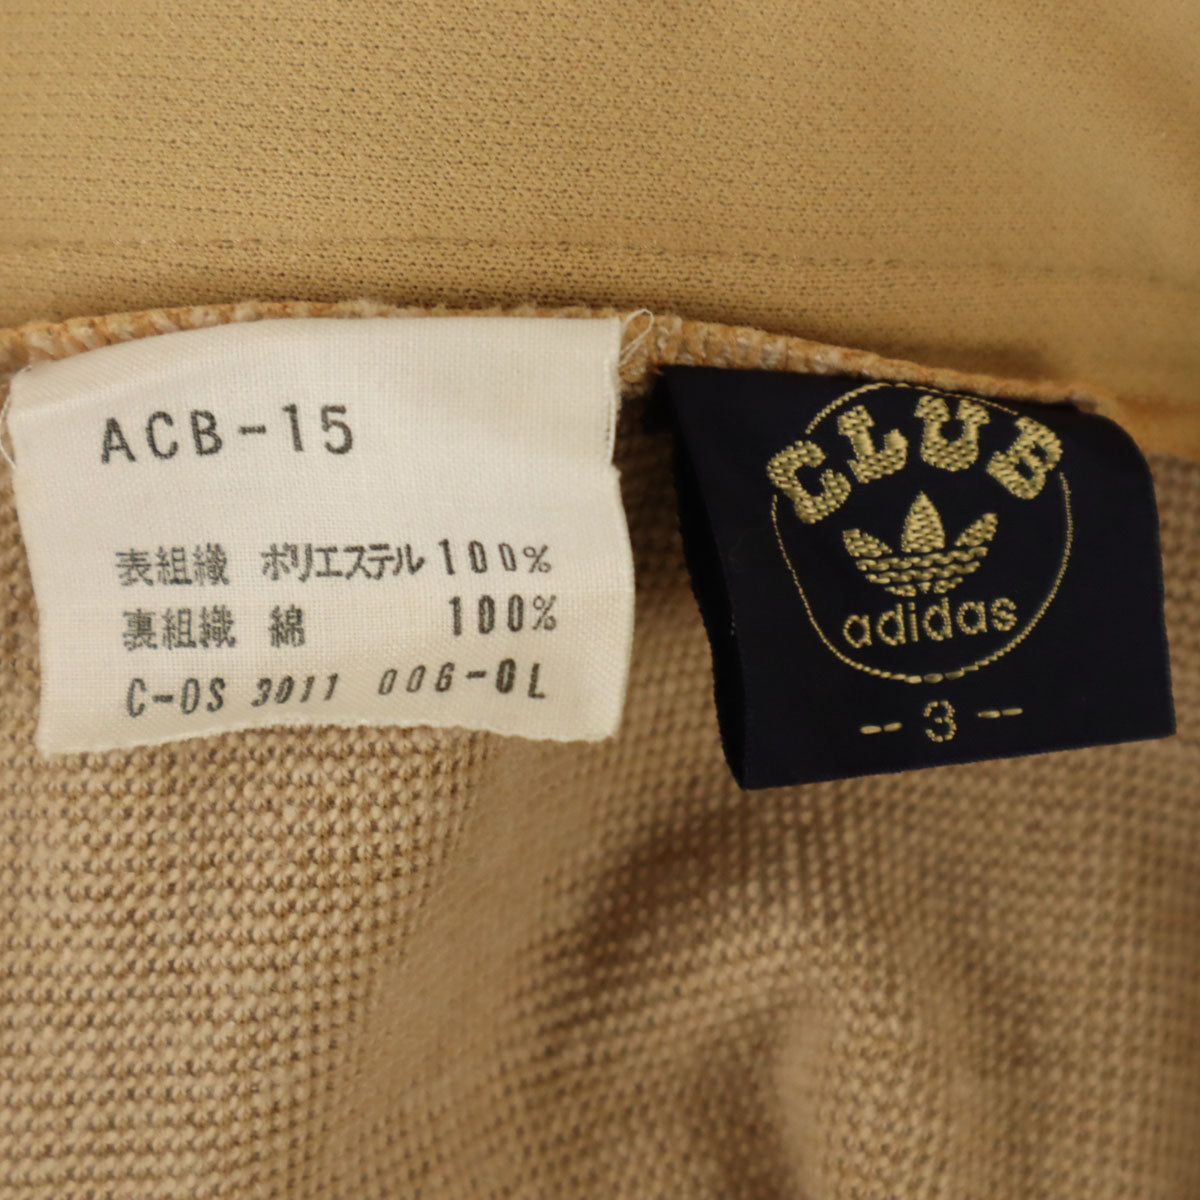 ACB-15
表組織 ポリエステル 100%
裏組織 綿 100%
C-OS 3011 006-0L
CLUB
adidas
-- 3 --